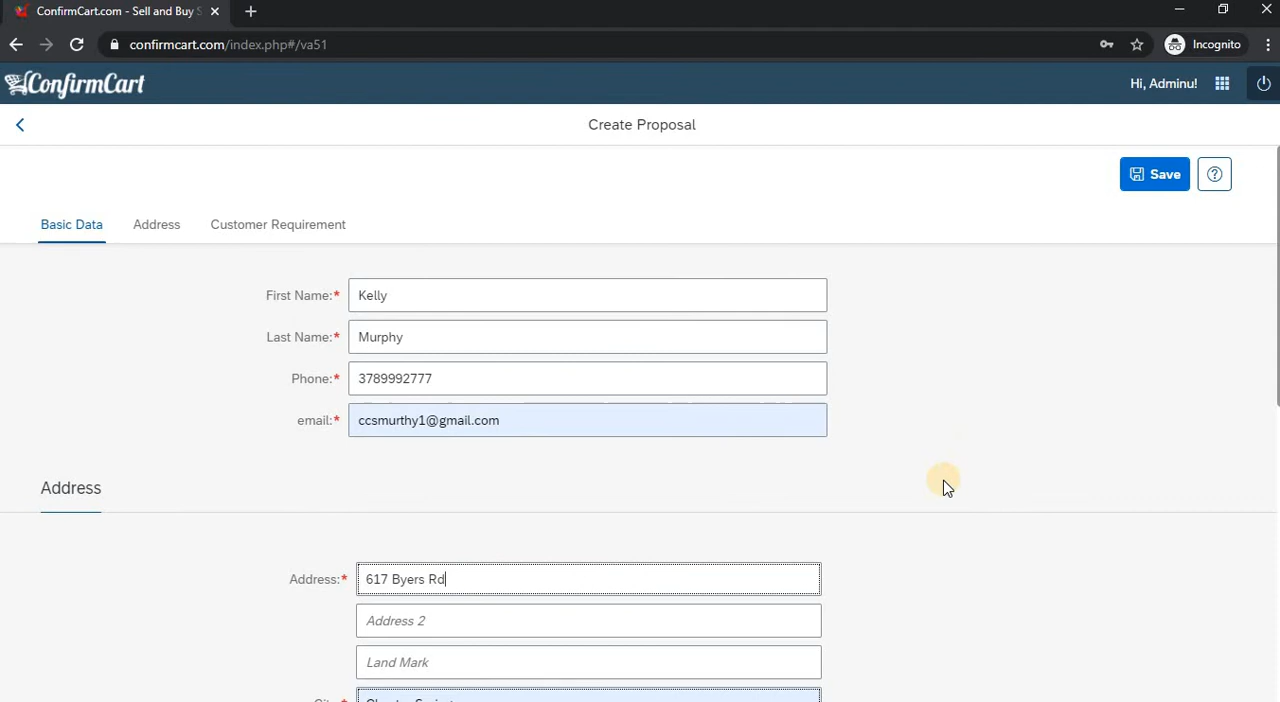 ConfirmCart.com - Sell and Buy S
confirmcart.com/index.php#/va51
Incognito
ConfirmCart
Hi, Adminu!
Create Proposal
Save
Basic Data
Address
Customer Requirement
First Name:*
Kelly
Last Name:*
Murphy
Phone:*
3789992777
email:*
ccsmurthy1@gmail.com
Address
Address:*
617 Byers Rd
Address 2
Land Mark